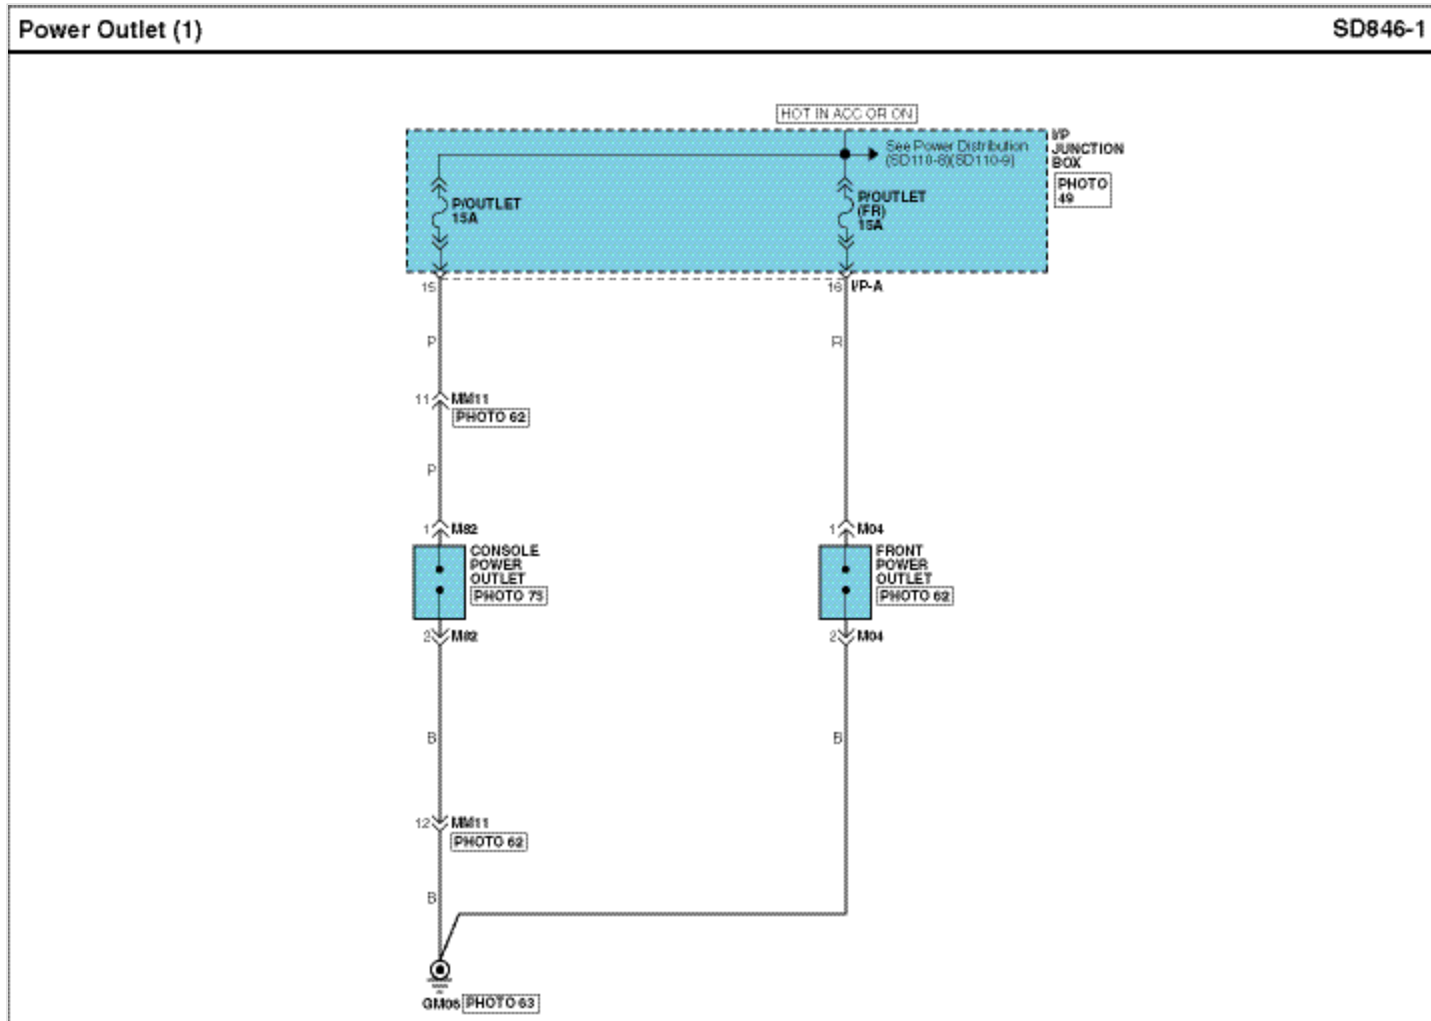 Power Outlet (1)
SD846-1
HOT IN ACC OR ON
See Power Distribution
(SD110-8)(SD110-9)
I/P
JUNCTION
BOX
PHOTO
49
P/OUTLET
15A
P/OUTLET
(FR)
15A
15
16
I/P-A
P
R
11
MM11
PHOTO 62
P
1
M82
1
M04
CONSOLE
POWER
OUTLET
PHOTO 75
FRONT
POWER
OUTLET
PHOTO 62
2
M82
2
M04
B
B
12
MM11
PHOTO 62
B
GM05
PHOTO 63